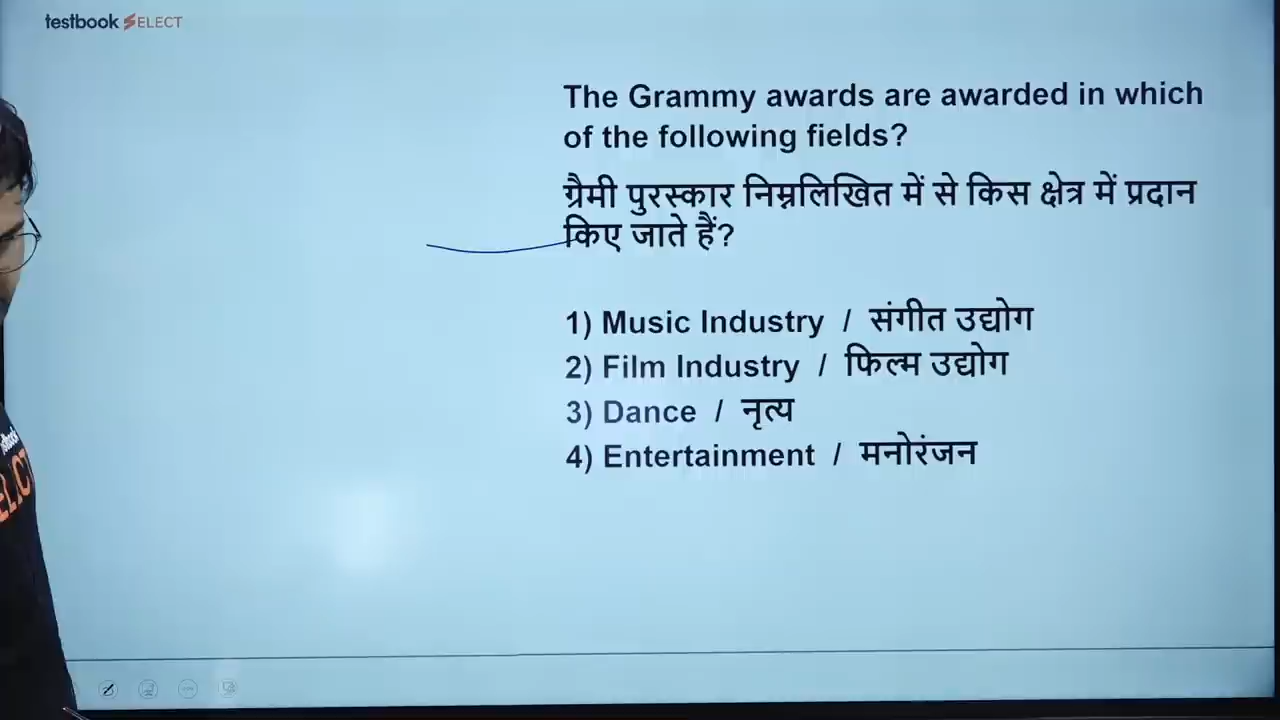 testbook SELECT
The Grammy awards are awarded in which
of the following fields?
ग्रैमी पुरस्कार निम्नलिखित में से किस क्षेत्र में प्रदान
किए जाते हैं?
1) Music Industry / संगीत उद्योग
2) Film Industry / फिल्म उद्योग
3) Dance / नृत्य
4) Entertainment / मनोरंजन